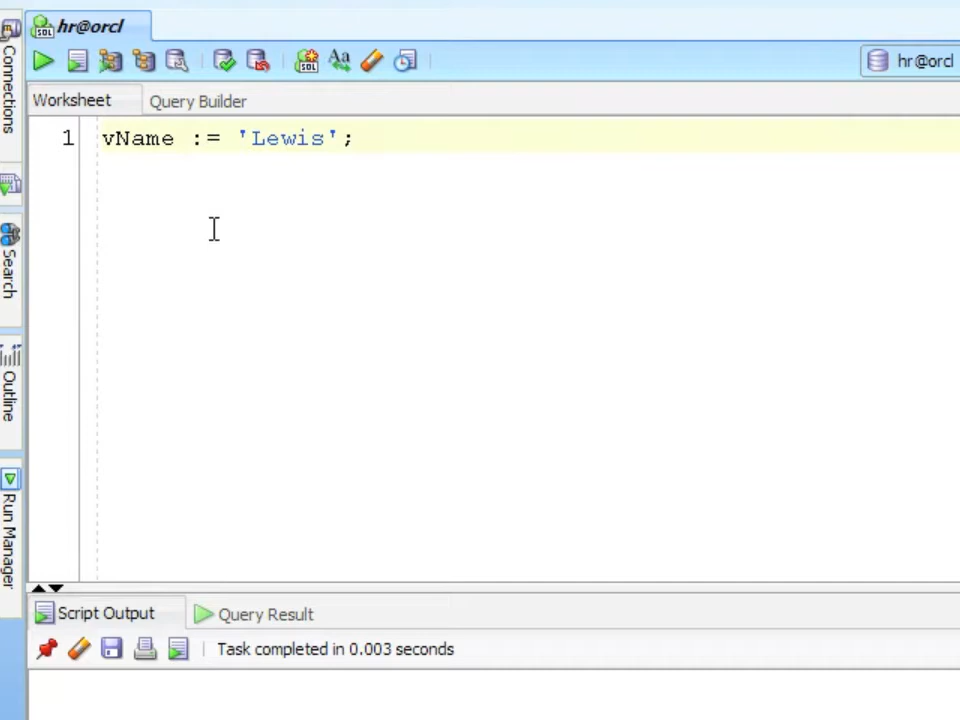 hr@orcl
hr@orcl
Worksheet
Query Builder
1 vName := 'Lewis';
Connections
Search
Outline
Run Manager
Script Output
Query Result
Task completed in 0.003 seconds